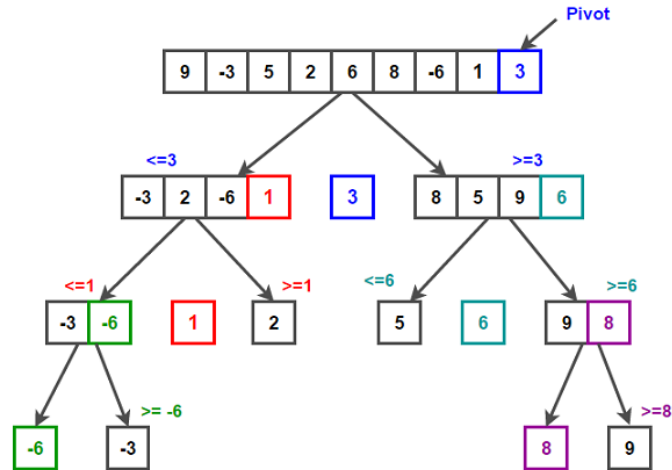 Pivot
9 -3 5 2 6 8 -6 1 3
<=3 >=3
-3 2 -6 1 3 8 5 9 6
<=1 >=1 <=6 >=6
-3 -6 1 2 5 6 9 8
>= -6 >=8
-6 -3 8 9